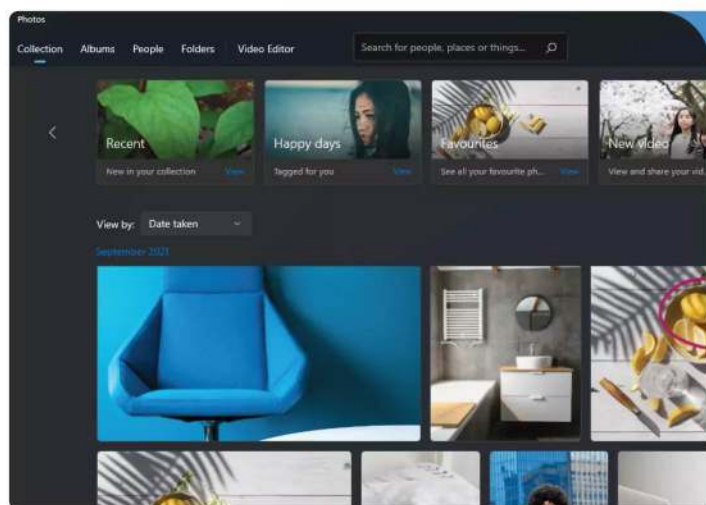 Photos
Collection Albums People Folders Video Editor Search for people, places or things...
Recent
New in your collection View
Happy days
Tagged for you View
Favourites
See all your favourite ph... View
New video
View and share your vid.
View by: Date taken
September 2021